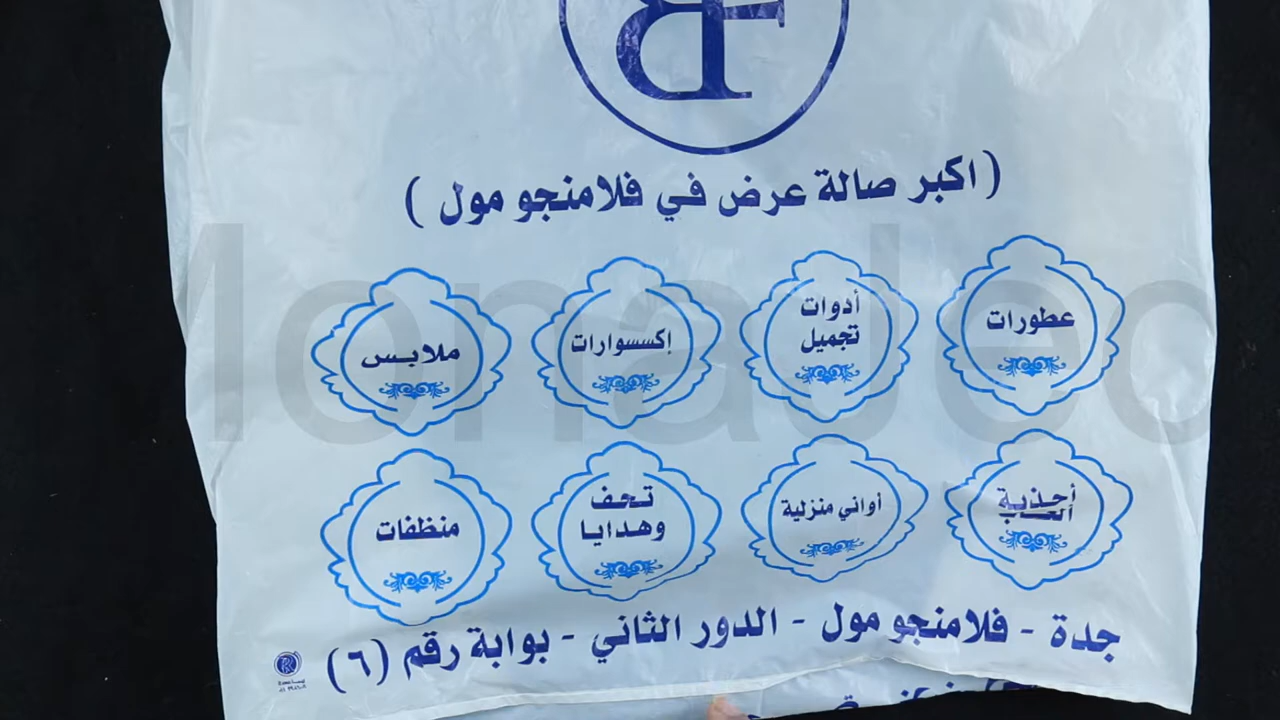 ( اكبر صالة عرض في فلامنجو مول )
عطورات
أدوات
تجميل
إكسسوارات
ملابس
أحذية
أواني منزلية
تحف
وهدايا
منظفات
جدة - فلامنجو مول - الدور الثاني - بوابة رقم (٦)